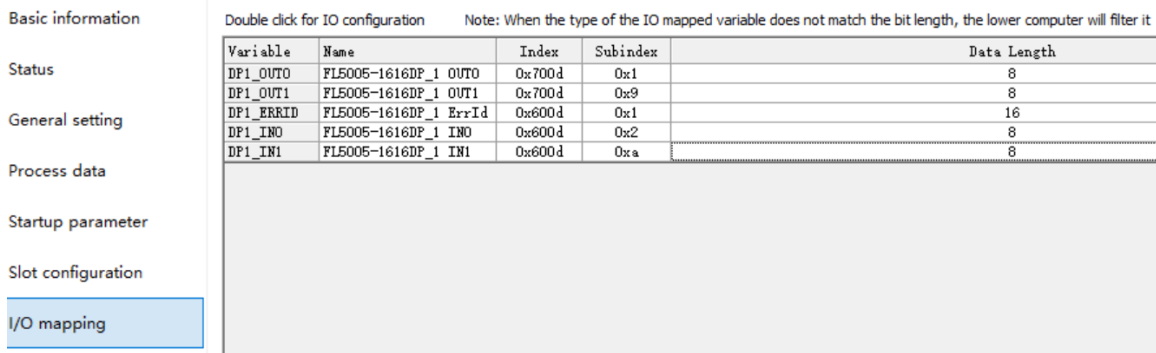 Basic information
Status
General setting
Process data
Startup parameter
Slot configuration
I/O mapping
Double click for IO configuration Note: When the type of the IO mapped variable does not match the bit length, the lower computer will filter it
Variable Name Index Subindex Data Length
DP1_OUT0 FL5005-1616DP_1 OUT0 0x700d 0x1 8
DP1_OUT1 FL5005-1616DP_1 OUT1 0x700d 0x9 8
DP1_ERRID FL5005-1616DP_1 ErrId 0x600d 0x1 16
DP1_IN0 FL5005-1616DP_1 IN0 0x600d 0x2 8
DP1_IN1 FL5005-1616DP_1 IN1 0x600d 0xa 8